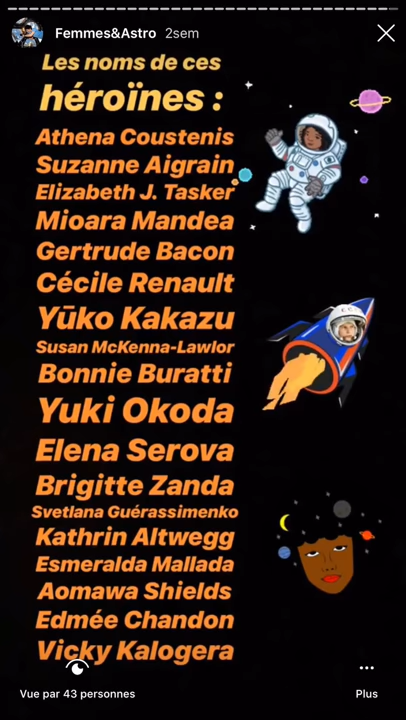 Femmes&Astro 2sem
Les noms de ces
héroïnes :
Athena Coustenis
Suzanne Aigrain
Elizabeth J. Tasker
Mioara Mandea
Gertrude Bacon
Cécile Renault
Yūko Kakazu
Susan McKenna-Lawlor
Bonnie Buratti
Yuki Okoda
Elena Serova
Brigitte Zanda
Svetlana Guérassimenko
Kathrin Altwegg
Esmeralda Mallada
Aomawa Shields
Edmée Chandon
Vicky Kalogera
Vue par 43 personnes
Plus